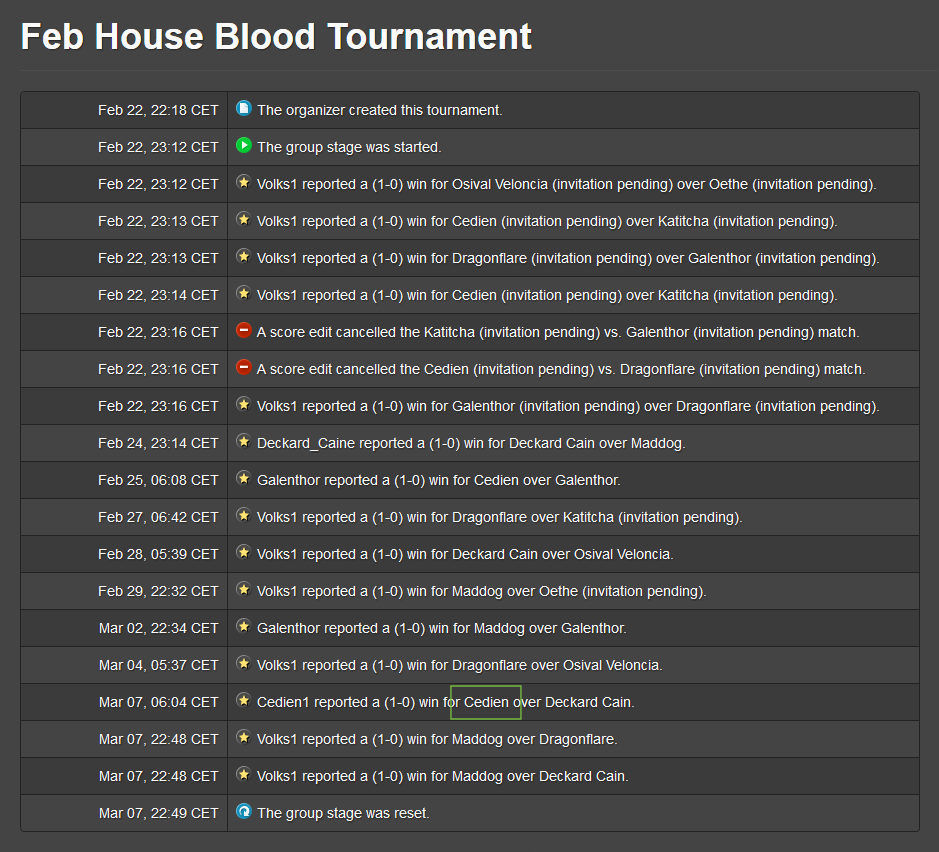 Feb House Blood Tournament
Feb 22, 22:18 CET The organizer created this tournament.
Feb 22, 23:12 CET The group stage was started.
Feb 22, 23:12 CET Volks1 reported a (1-0) win for Osival Veloncia (invitation pending) over Oethe (invitation pending).
Feb 22, 23:13 CET Volks1 reported a (1-0) win for Cedien (invitation pending) over Katitcha (invitation pending).
Feb 22, 23:13 CET Volks1 reported a (1-0) win for Dragonflare (invitation pending) over Galenthor (invitation pending).
Feb 22, 23:14 CET Volks1 reported a (1-0) win for Cedien (invitation pending) over Katitcha (invitation pending).
Feb 22, 23:16 CET A score edit cancelled the Katitcha (invitation pending) vs. Galenthor (invitation pending) match.
Feb 22, 23:16 CET A score edit cancelled the Cedien (invitation pending) vs. Dragonflare (invitation pending) match.
Feb 22, 23:16 CET Volks1 reported a (1-0) win for Galenthor (invitation pending) over Dragonflare (invitation pending).
Feb 24, 23:14 CET Deckard_Caine reported a (1-0) win for Deckard Cain over Maddog.
Feb 25, 06:08 CET Galenthor reported a (1-0) win for Cedien over Galenthor.
Feb 27, 06:42 CET Volks1 reported a (1-0) win for Dragonflare over Katitcha (invitation pending).
Feb 28, 05:39 CET Volks1 reported a (1-0) win for Deckard Cain over Osival Veloncia.
Feb 29, 22:32 CET Volks1 reported a (1-0) win for Maddog over Oethe (invitation pending).
Mar 02, 22:34 CET Galenthor reported a (1-0) win for Maddog over Galenthor.
Mar 04, 05:37 CET Volks1 reported a (1-0) win for Dragonflare over Osival Veloncia.
Mar 07, 06:04 CET Cedien1 reported a (1-0) win for Cedien over Deckard Cain.
Mar 07, 22:48 CET Volks1 reported a (1-0) win for Maddog over Dragonflare.
Mar 07, 22:48 CET Volks1 reported a (1-0) win for Maddog over Deckard Cain.
Mar 07, 22:49 CET The group stage was reset.